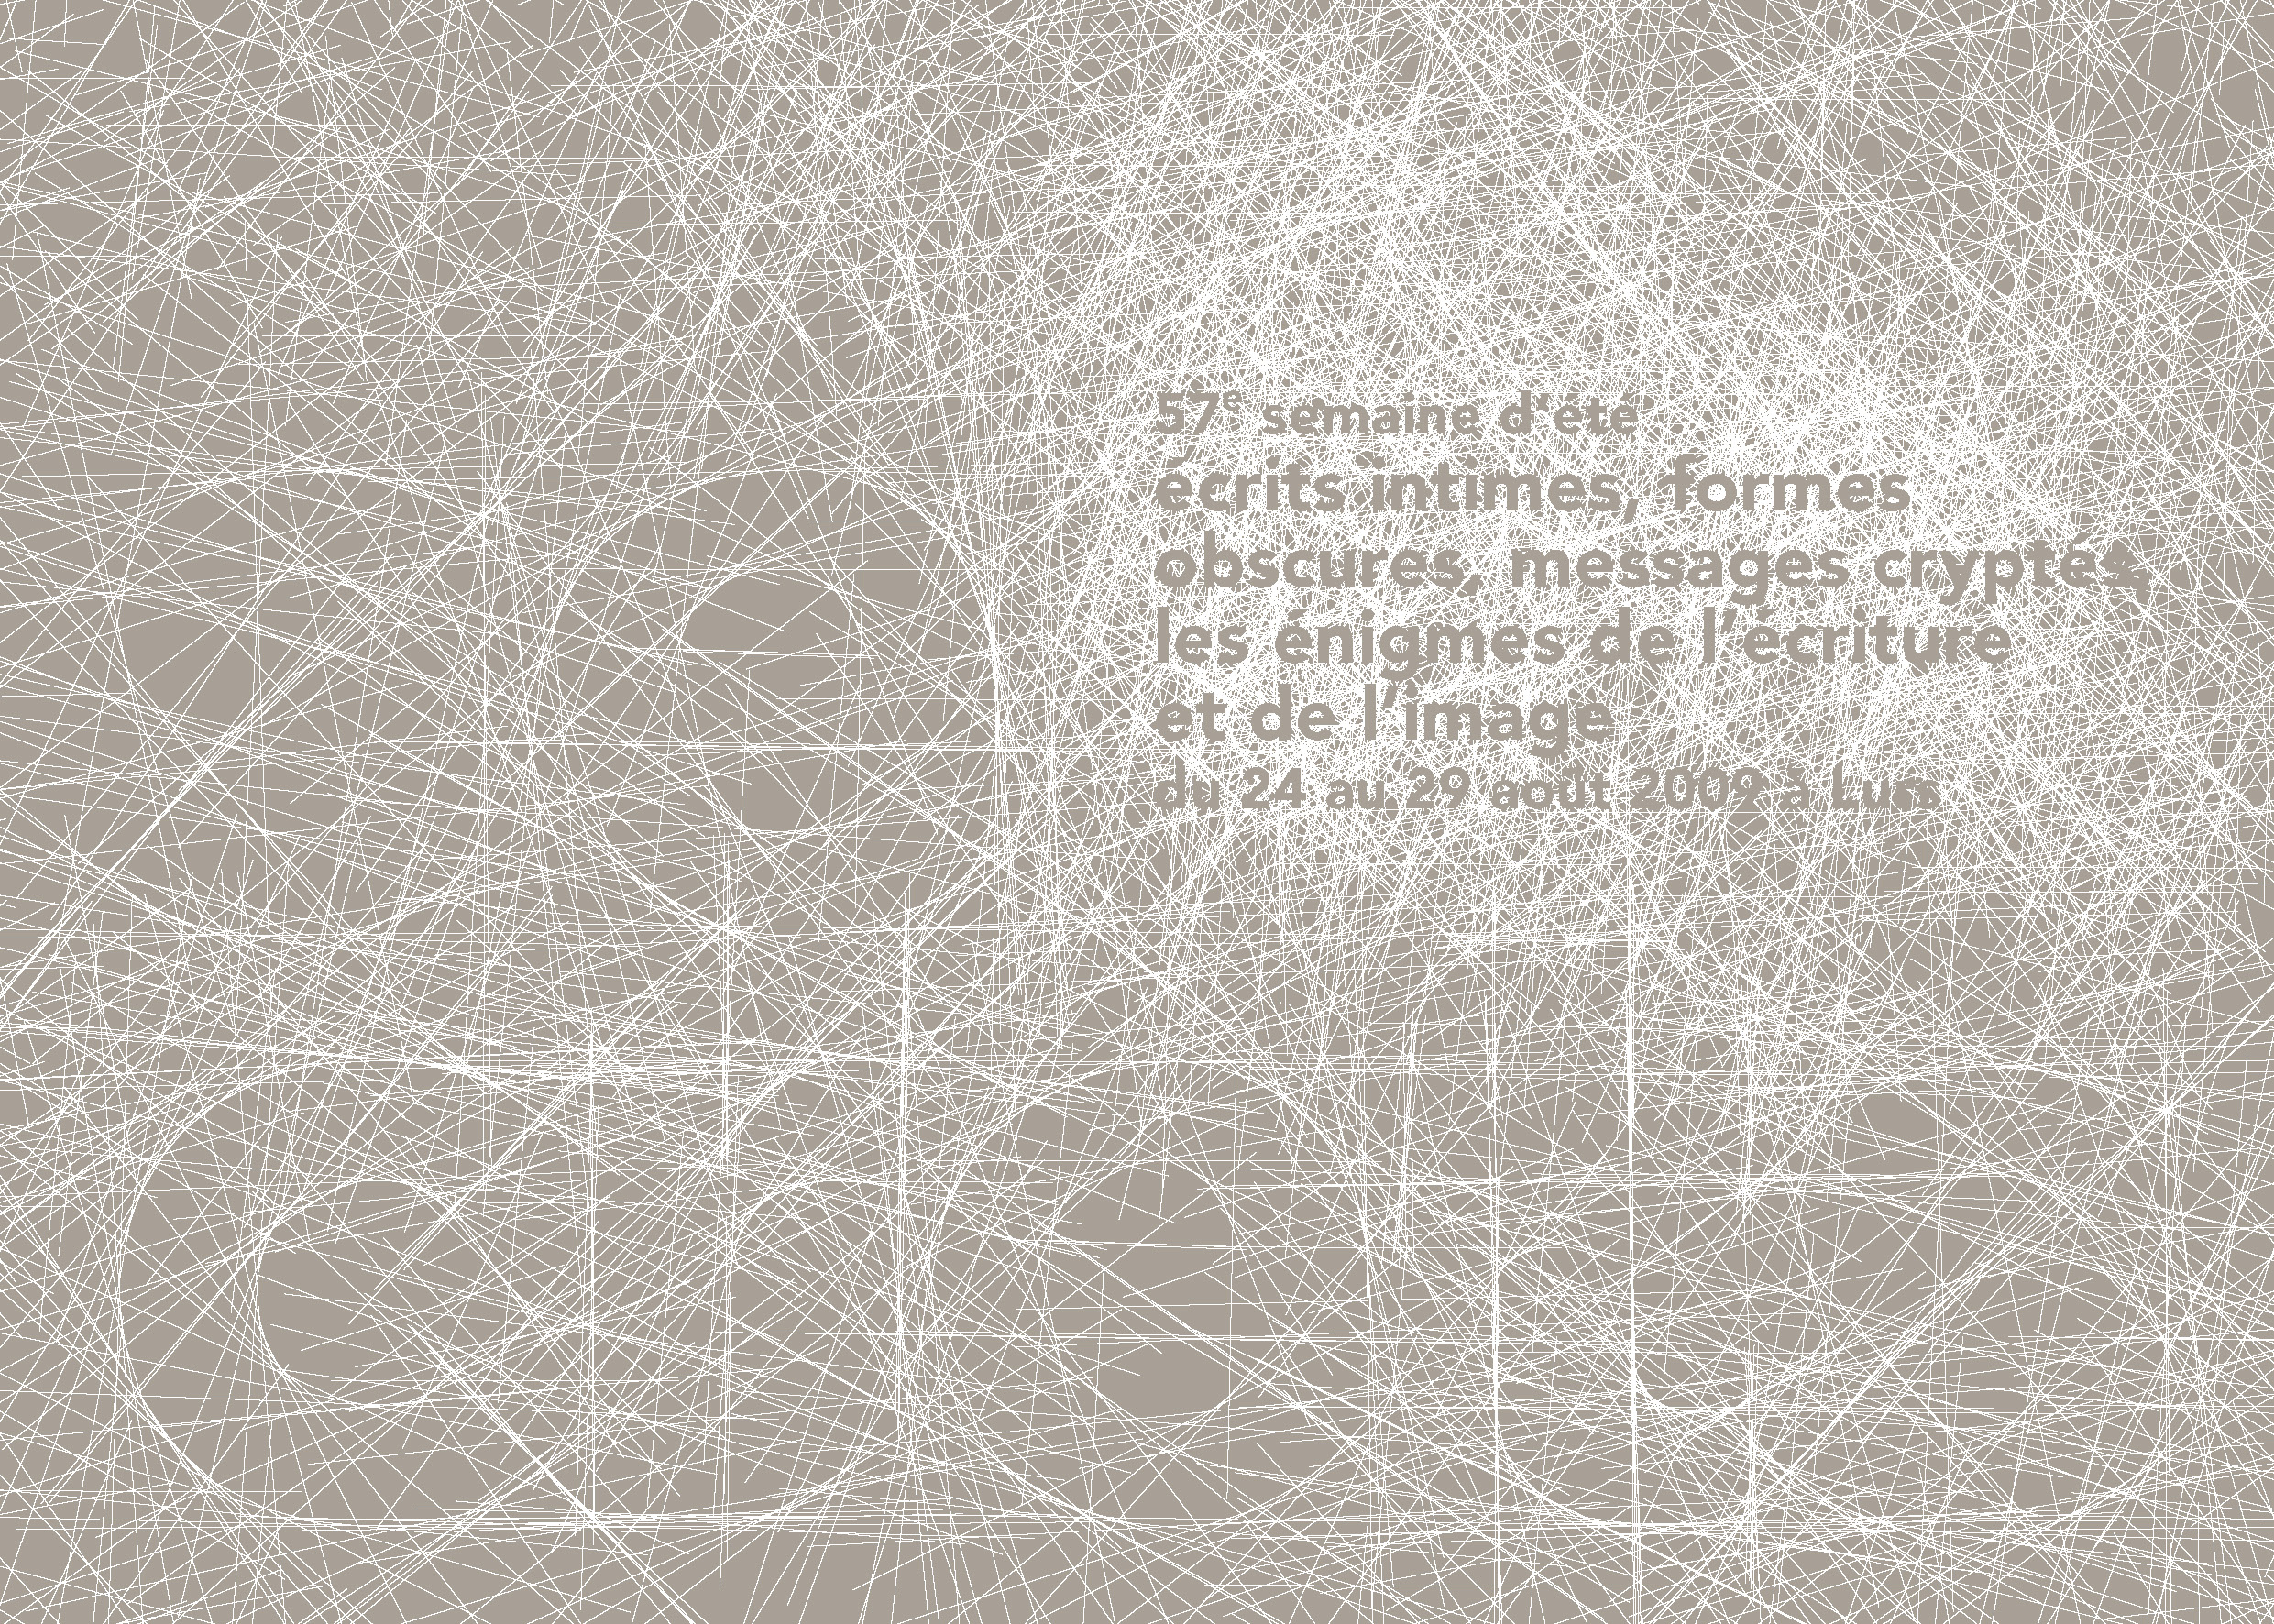 57e semaine d'été
écrits intimes, formes
obscures, messages cryptés,
les énigmes de l'écriture
et de l'image
du 24 au 29 août 2009 à Lurs